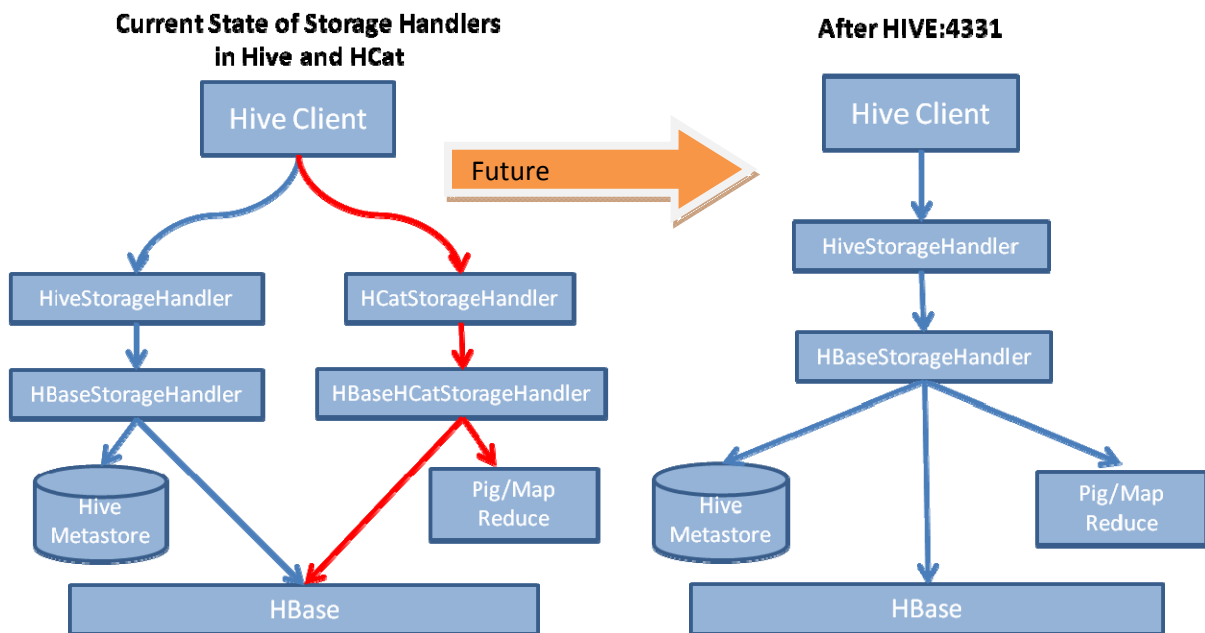 Current State of Storage Handlers
in Hive and HCat
Hive Client
HiveStorageHandler
HCatStorageHandler
HBaseStorageHandler
HBaseHCatStorageHandler
Hive
Metastore
Pig/Map
Reduce
HBase
Future
After HIVE:4331
Hive Client
HiveStorageHandler
HBaseStorageHandler
Hive
Metastore
Pig/Map
Reduce
HBase